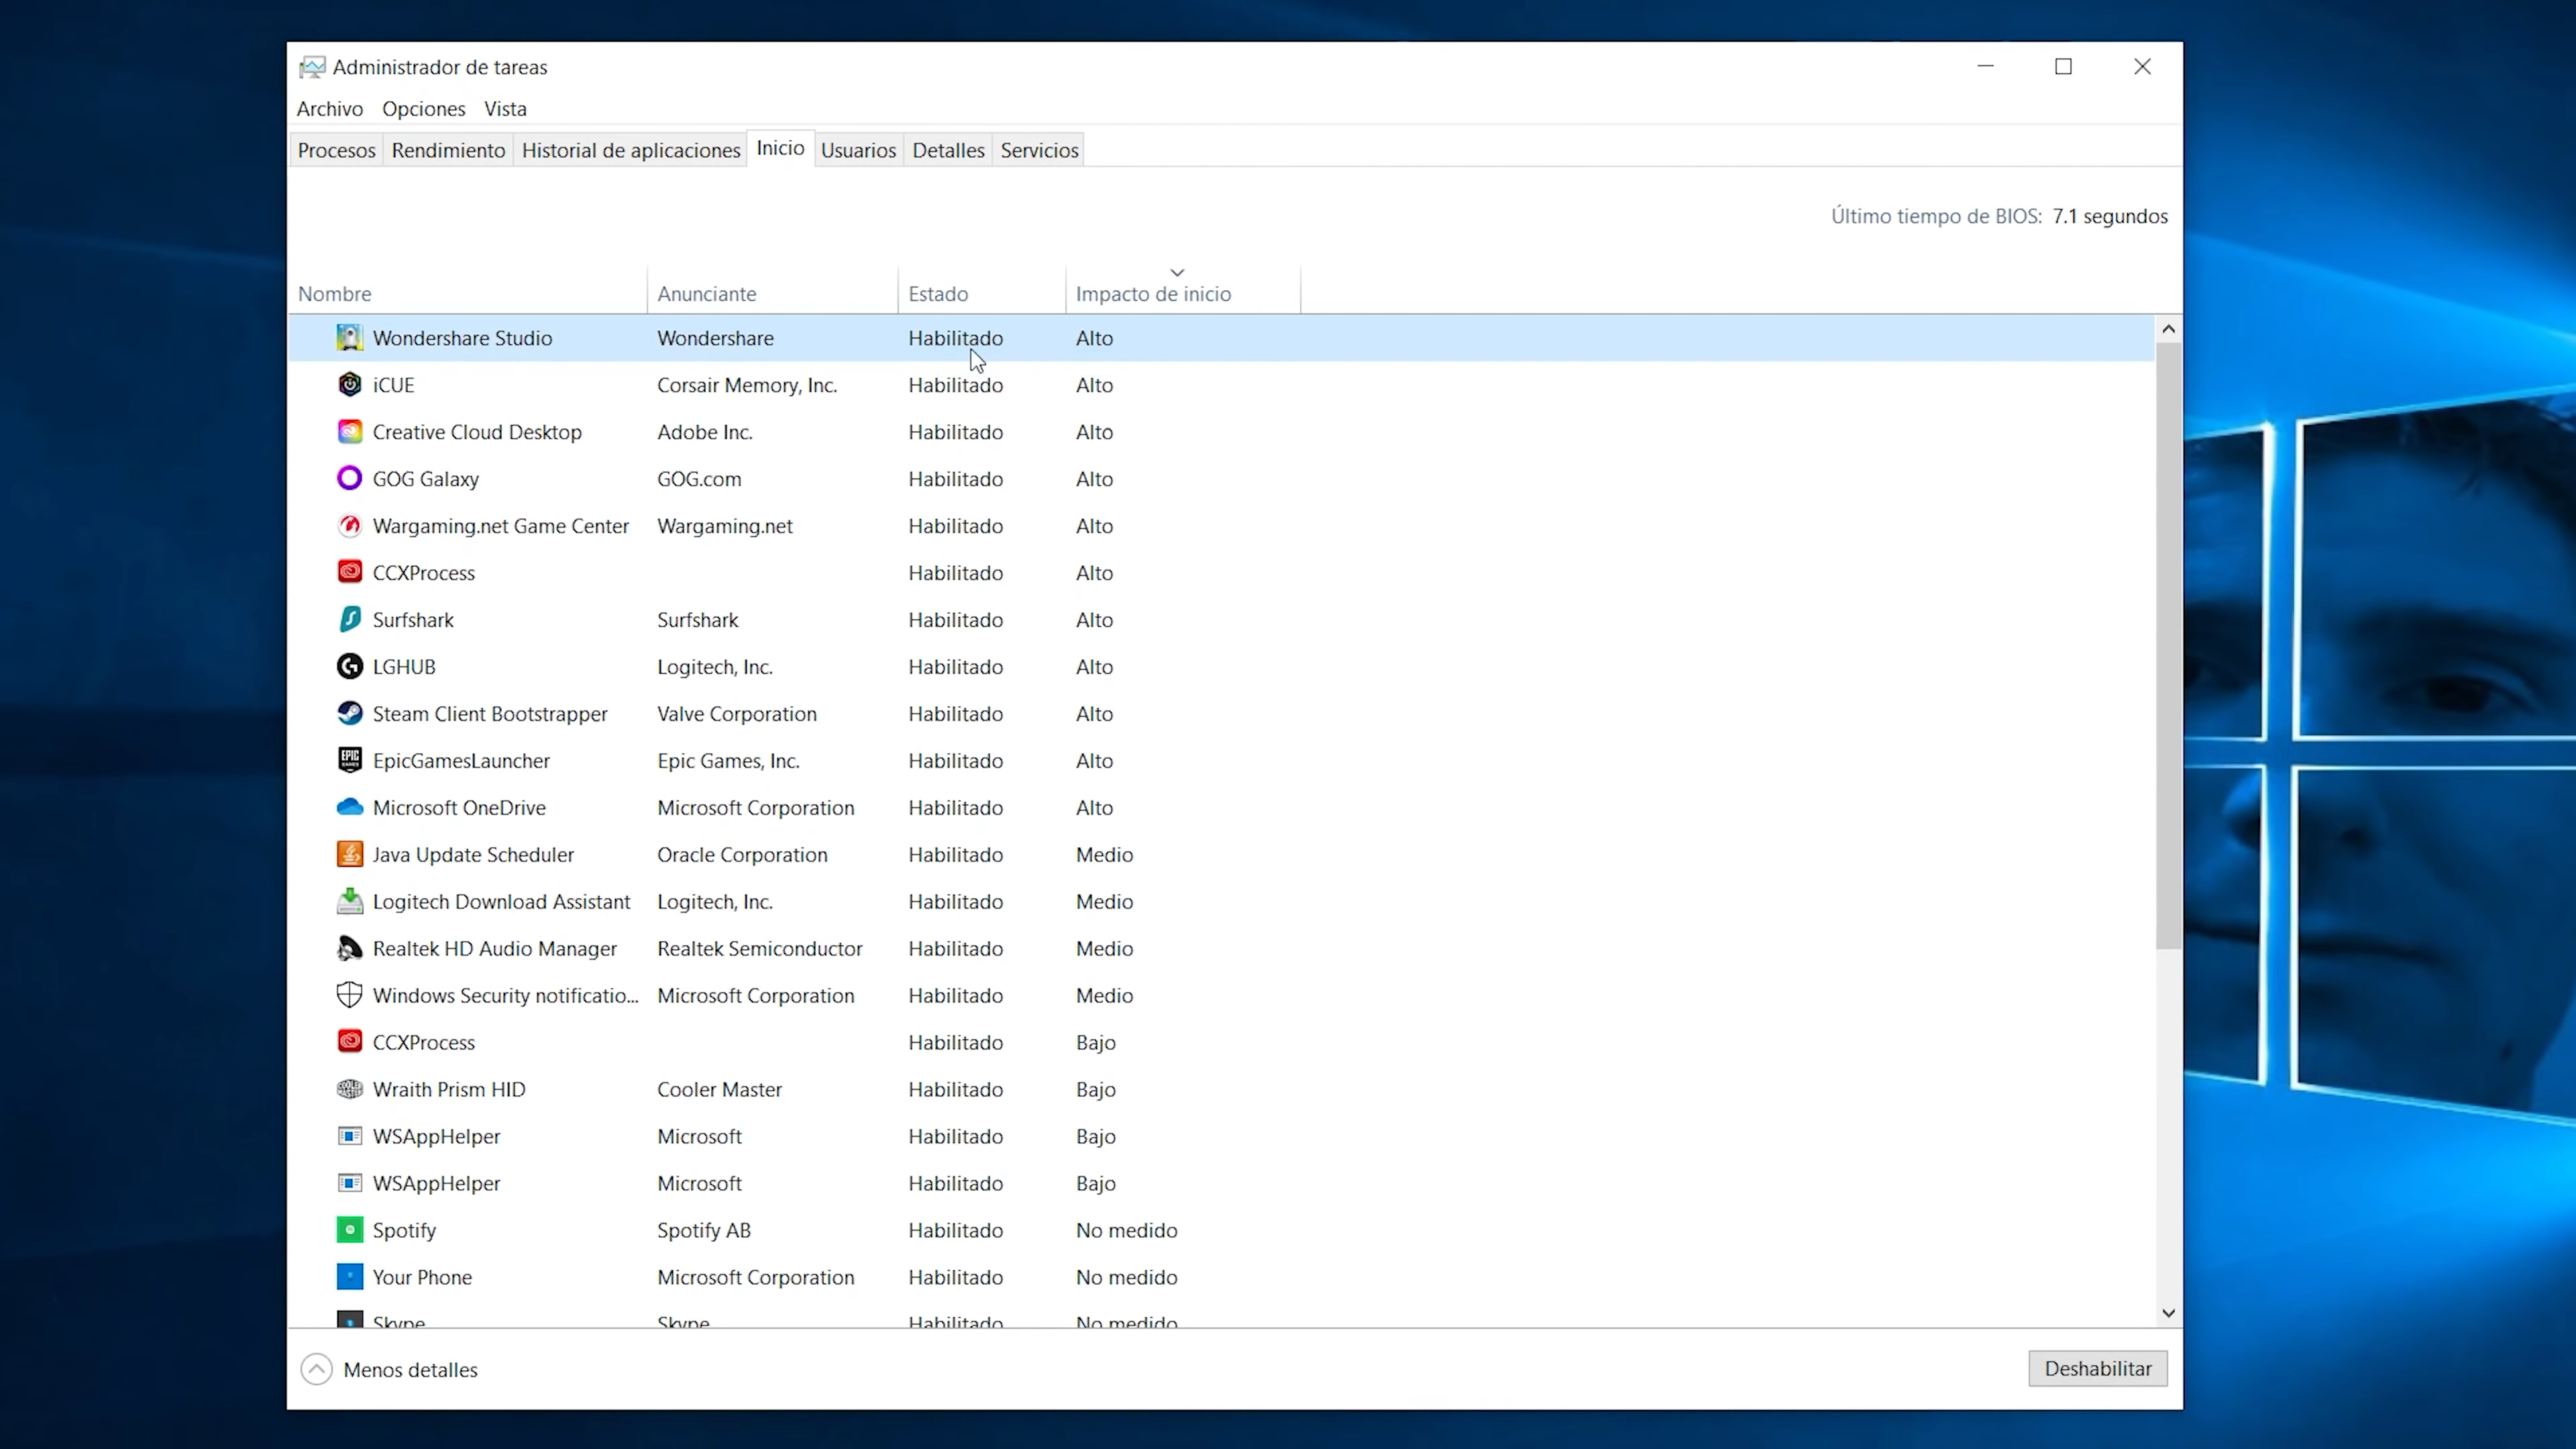 Administrador de tareas
Archivo Opciones Vista
Procesos Rendimiento Historial de aplicaciones Inicio Usuarios Detalles Servicios
Último tiempo de BIOS: 7.1 segundos
Nombre Anunciante Estado Impacto de inicio
Wondershare Studio Wondershare Habilitado Alto
iCUE Corsair Memory, Inc. Habilitado Alto
Creative Cloud Desktop Adobe Inc. Habilitado Alto
GOG Galaxy GOG.com Habilitado Alto
Wargaming.net Game Center Wargaming.net Habilitado Alto
CCXProcess Habilitado Alto
Surfshark Surfshark Habilitado Alto
LGHUB Logitech, Inc. Habilitado Alto
Steam Client Bootstrapper Valve Corporation Habilitado Alto
EpicGamesLauncher Epic Games, Inc. Habilitado Alto
Microsoft OneDrive Microsoft Corporation Habilitado Alto
Java Update Scheduler Oracle Corporation Habilitado Medio
Logitech Download Assistant Logitech, Inc. Habilitado Medio
Realtek HD Audio Manager Realtek Semiconductor Habilitado Medio
Windows Security notificatio... Microsoft Corporation Habilitado Medio
CCXProcess Habilitado Bajo
Wraith Prism HID Cooler Master Habilitado Bajo
WSAppHelper Microsoft Habilitado Bajo
WSAppHelper Microsoft Habilitado Bajo
Spotify Spotify AB Habilitado No medido
Your Phone Microsoft Corporation Habilitado No medido
Skype Skype Habilitado No medido
Menos detalles Deshabilitar